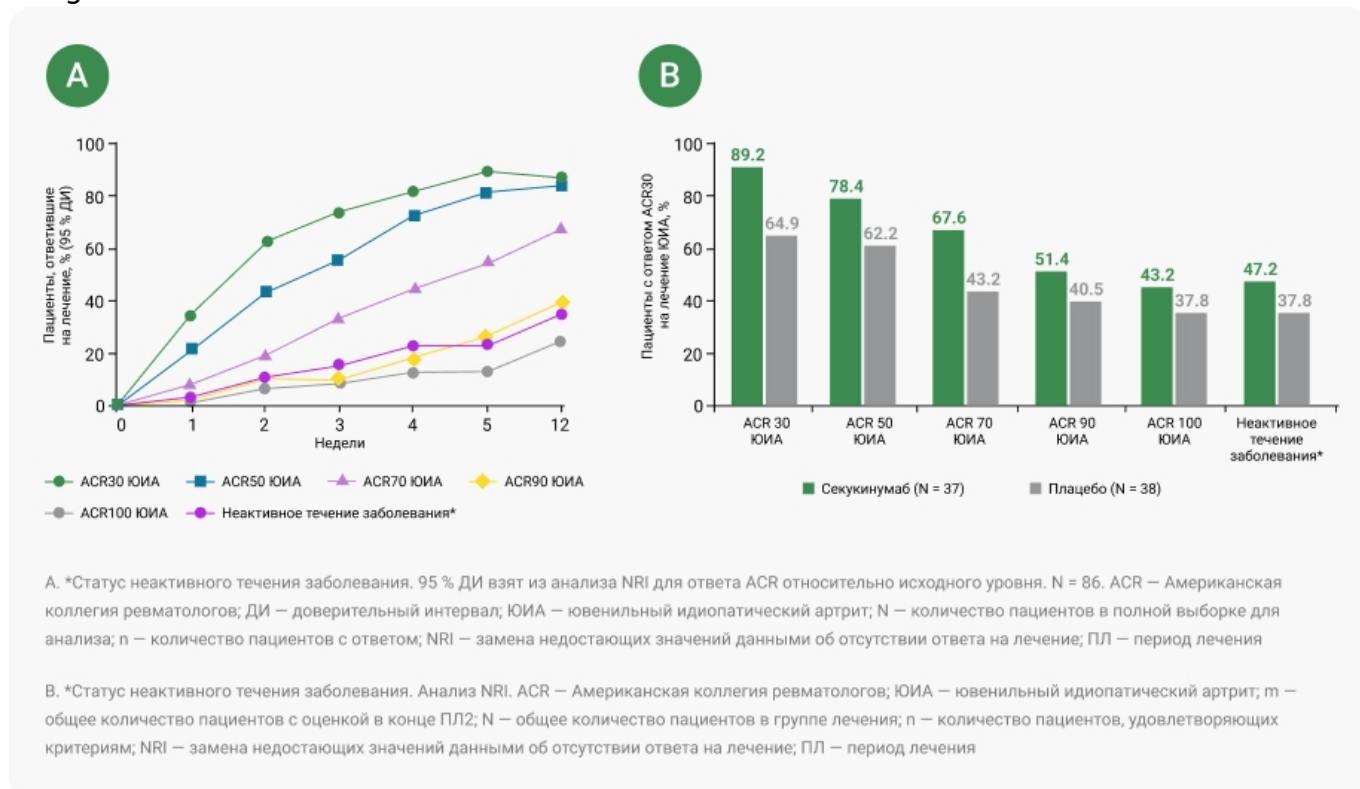 A
B
100
80
60
40
20
0
Пациенты, ответившие
на лечение, % (95 % ДИ)
0 1 2 3 4 5 12
Недели
ACR30 ЮИА ACR50 ЮИА ACR70 ЮИА ACR90 ЮИА
ACR100 ЮИА Неактивное течение заболевания*
100
80
60
40
20
0
Пациенты с ответом ACR30
на лечение ЮИА, %
89.2 64.9 78.4 62.2 67.6 43.2 51.4 40.5 43.2 37.8 47.2 37.8
ACR 30
ЮИА
ACR 50
ЮИА
ACR 70
ЮИА
ACR 90
ЮИА
ACR 100
ЮИА
Неактивное
течение
заболевания*
Секукинумаб (N = 37) Плацебо (N = 38)
A. *Статус неактивного течения заболевания. 95 % ДИ взят из анализа NRI для ответа ACR относительно исходного уровня. N = 86. ACR — Американская
коллегия ревматологов; ДИ — доверительный интервал; ЮИА — ювенильный идиопатический артрит; N — количество пациентов в полной выборке для
анализа; n — количество пациентов с ответом; NRI — замена недостающих значений данными об отсутствии ответа на лечение; ПЛ — период лечения
B. *Статус неактивного течения заболевания. Анализ NRI. ACR — Американская коллегия ревматологов; ЮИА — ювенильный идиопатический артрит; m —
общее количество пациентов с оценкой в конце ПЛ2; N — общее количество пациентов в группе лечения; n — количество пациентов, удовлетворяющих
критериям; NRI — замена недостающих значений данными об отсутствии ответа на лечение; ПЛ — период лечения